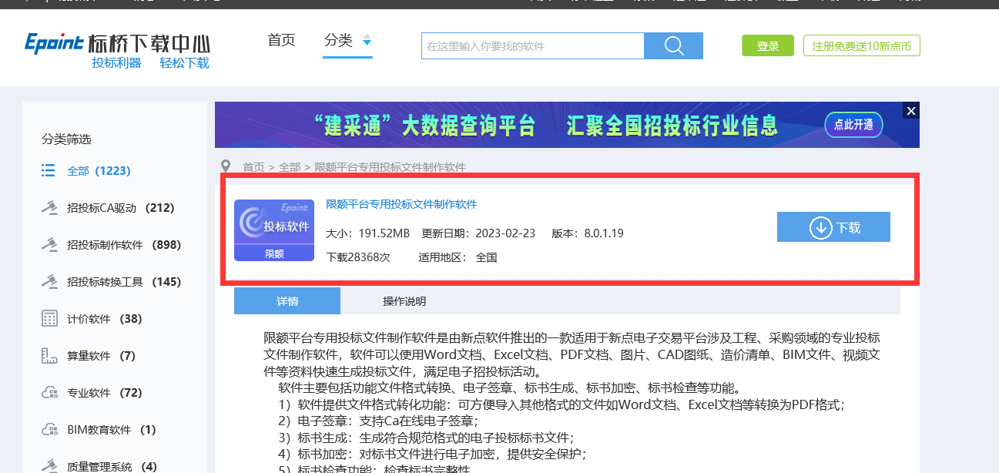 Epoint 标桥下载中心
投标利器 轻松下载
首页
分类
在这里输入你要找的软件
登录
注册免费送10新点币
“建采通”大数据查询平台 汇聚全国招投标行业信息
点此开通
X
分类筛选
全部 (1223)
招投标CA驱动 (212)
招投标制作软件 (898)
招投标转换工具 (145)
计价软件 (38)
算量软件 (7)
专业软件 (72)
BIM教育软件 (1)
质量管理系统 (4)
首页 > 全部 > 限额平台专用投标文件制作软件
Epoint
投标软件
限额
限额平台专用投标文件制作软件
大小：191.52MB 更新日期：2023-02-23 版本：8.0.1.19
下载28368次 适用地区： 全国
下载
详情
操作说明
限额平台专用投标文件制作软件是由新点软件推出的一款适用于新点电子交易平台涉及工程、采购领域的专业投标
文件制作软件，软件可以使用Word文档、Excel文档、PDF文档、图片、CAD图纸、造价清单、BIM文件、视频文
件等资料快速生成投标文件，满足电子招投标活动。
软件主要包括功能文件格式转换、电子签章、标书生成、标书加密、标书检查等功能。
1）软件提供文件格式转化功能：可方便导入其他格式的文件如Word文档、Excel文档等转换为PDF格式；
2）电子签章：支持Ca在线电子签章；
3）标书生成：生成符合规范格式的电子投标标书文件；
4）标书加密：对标书文件进行电子加密，提供安全保护；
5）标书检查功能：检查标书完整性